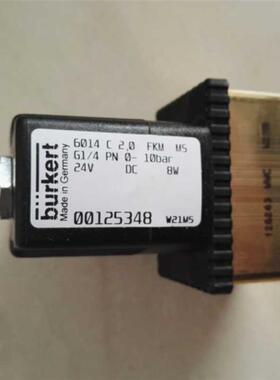 bürkert
Made in Germany
6014 C 2,0 FKM MS
G1/4 PN 0- 10bar
24V DC 8W
00125348
W21MS